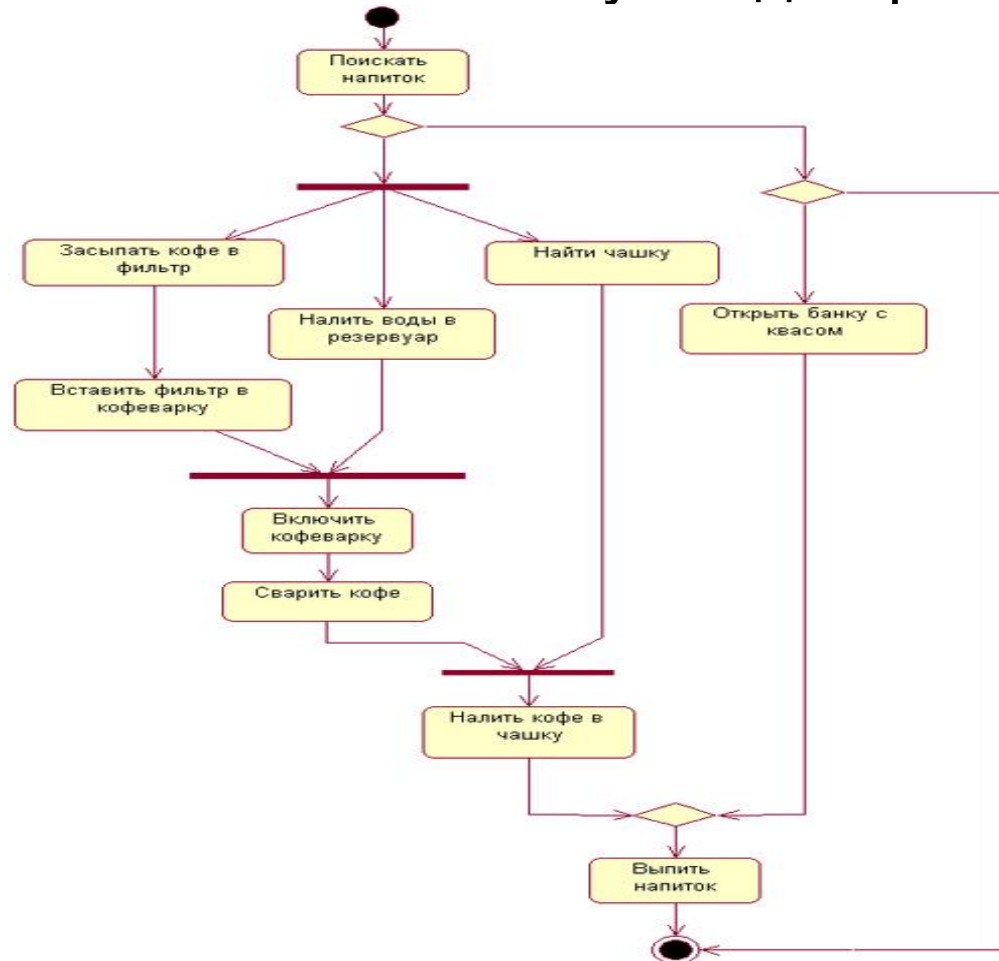 Поискать
напиток
Засыпать кофе в
фильтр
Найти чашку
Налить воды в
резервуар
Открыть банку с
квасом
Вставить фильтр в
кофеварку
Включить
кофеварку
Сварить кофе
Налить кофе в
чашку
Выпить
напиток